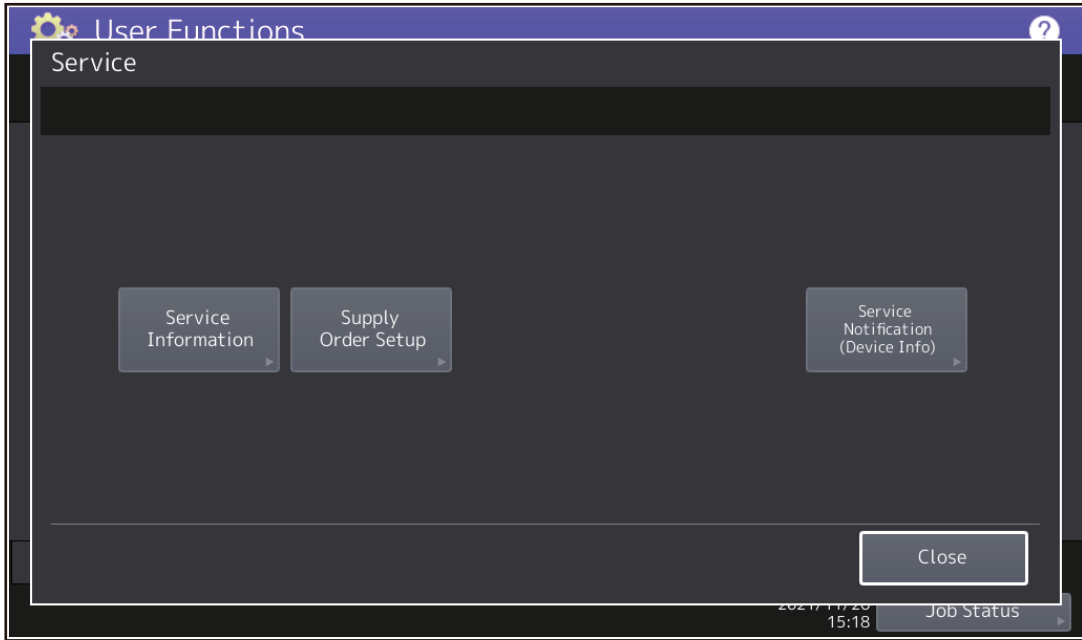 User Functions
?
Service
Service
Information
Supply
Order Setup
Service
Notification
(Device Info)
Close
15:18
Job Status